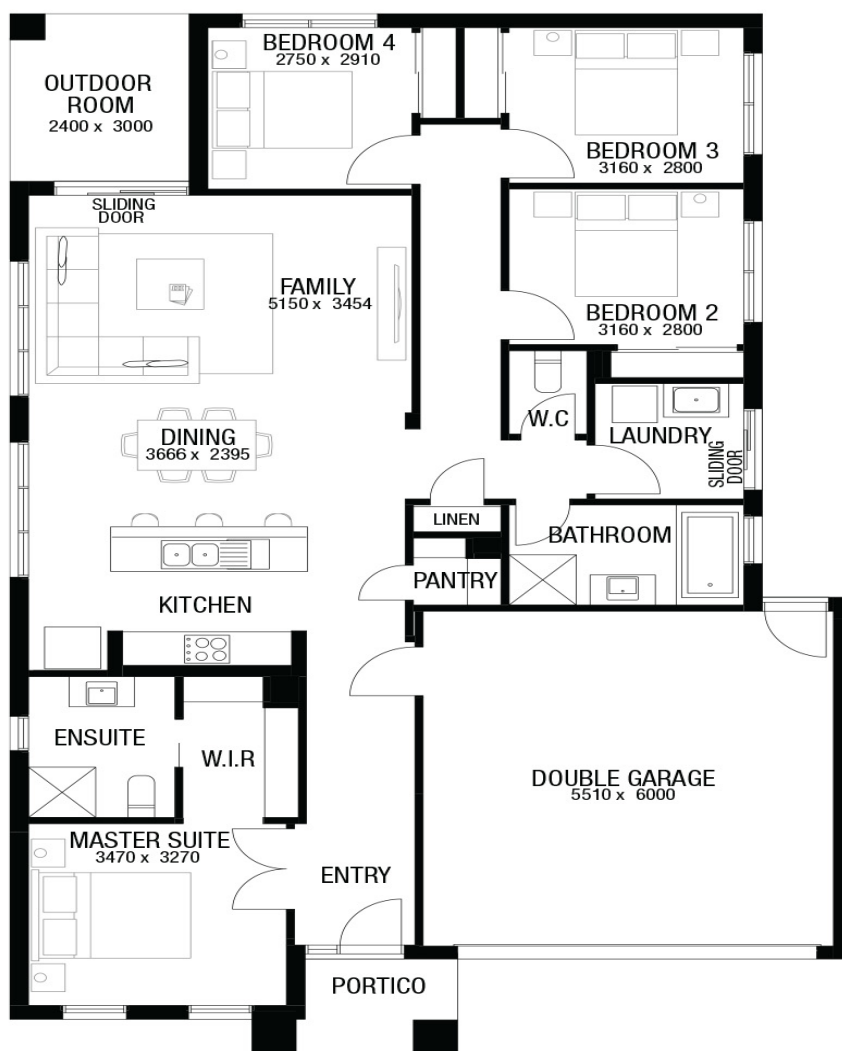 BEDROOM 4
2750 x 2910
OUTDOOR
ROOM
2400 x 3000
BEDROOM 3
3160 x 2800
SLIDING
DOOR
FAMILY
5150 x 3454
BEDROOM 2
3160 x 2800
W.C
DINING
3666 x 2395
LAUNDRY
SLIDING
DOOR
LINEN
BATHROOM
PANTRY
KITCHEN
ENSUITE
W.I.R
DOUBLE GARAGE
5510 x 6000
MASTER SUITE
3470 x 3270
ENTRY
PORTICO